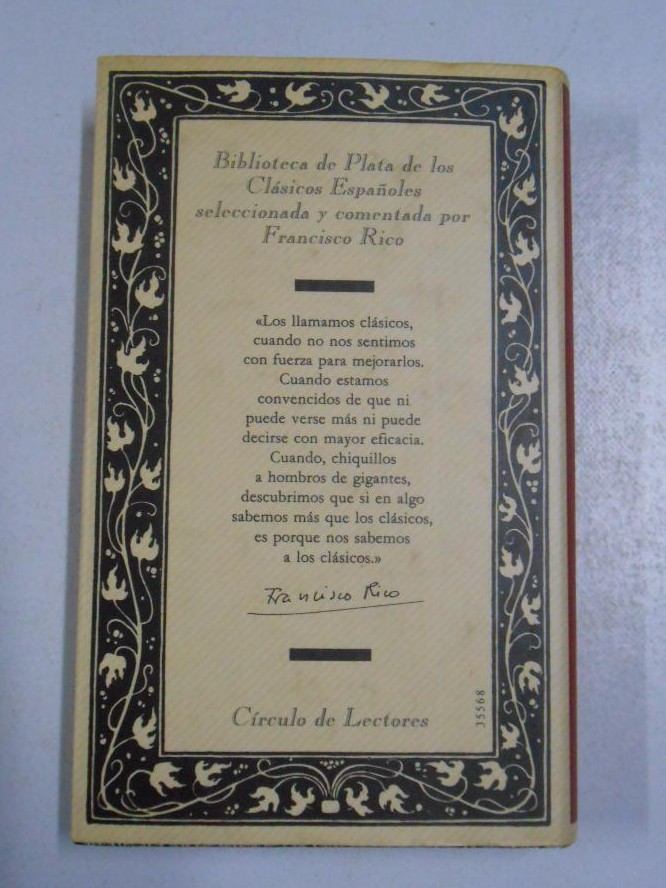 Biblioteca de Plata de los
Clásicos Españoles
seleccionada y comentada por
Francisco Rico
«Los llamamos clásicos,
cuando no nos sentimos
con fuerza para mejorarlos.
Cuando estamos
convencidos de que ni
puede verse más ni puede
decirse con mayor eficacia.
Cuando, chiquillos
a hombros de gigantes,
descubrimos que si en algo
sabemos más que los clásicos,
es porque nos sabemos
a los clásicos.»
Francisco Rico
Círculo de Lectores
35568